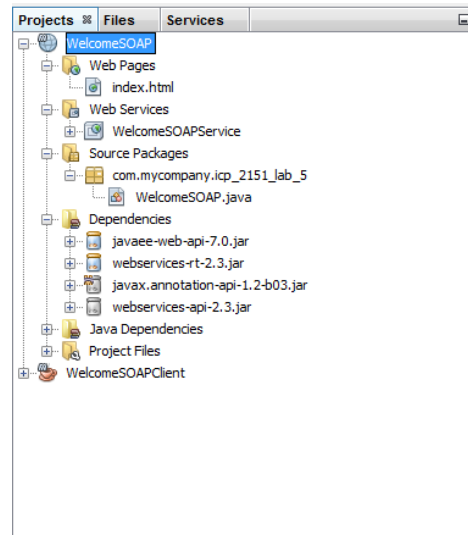 Projects Files Services
WelcomeSOAP
Web Pages
index.html
Web Services
WelcomeSOAPService
Source Packages
com.mycompany.icp_2151_lab_5
WelcomeSOAP.java
Dependencies
javaee-web-api-7.0.jar
webservices-rt-2.3.jar
javax.annotation-api-1.2-b03.jar
webservices-api-2.3.jar
Java Dependencies
Project Files
WelcomeSOAPClient